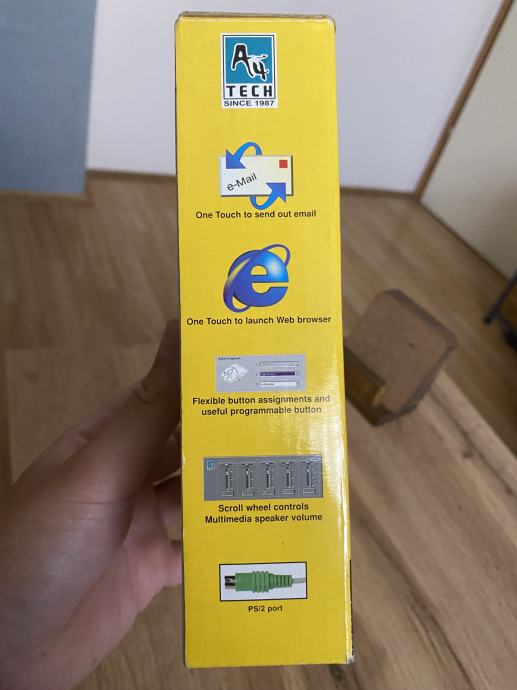 A4
TECH
SINCE 1987
e-Mail
One Touch to send out email
One Touch to launch Web browser
Flexible button assignments and
useful programmable button
Scroll wheel controls
Multimedia speaker volume
PS/2 port